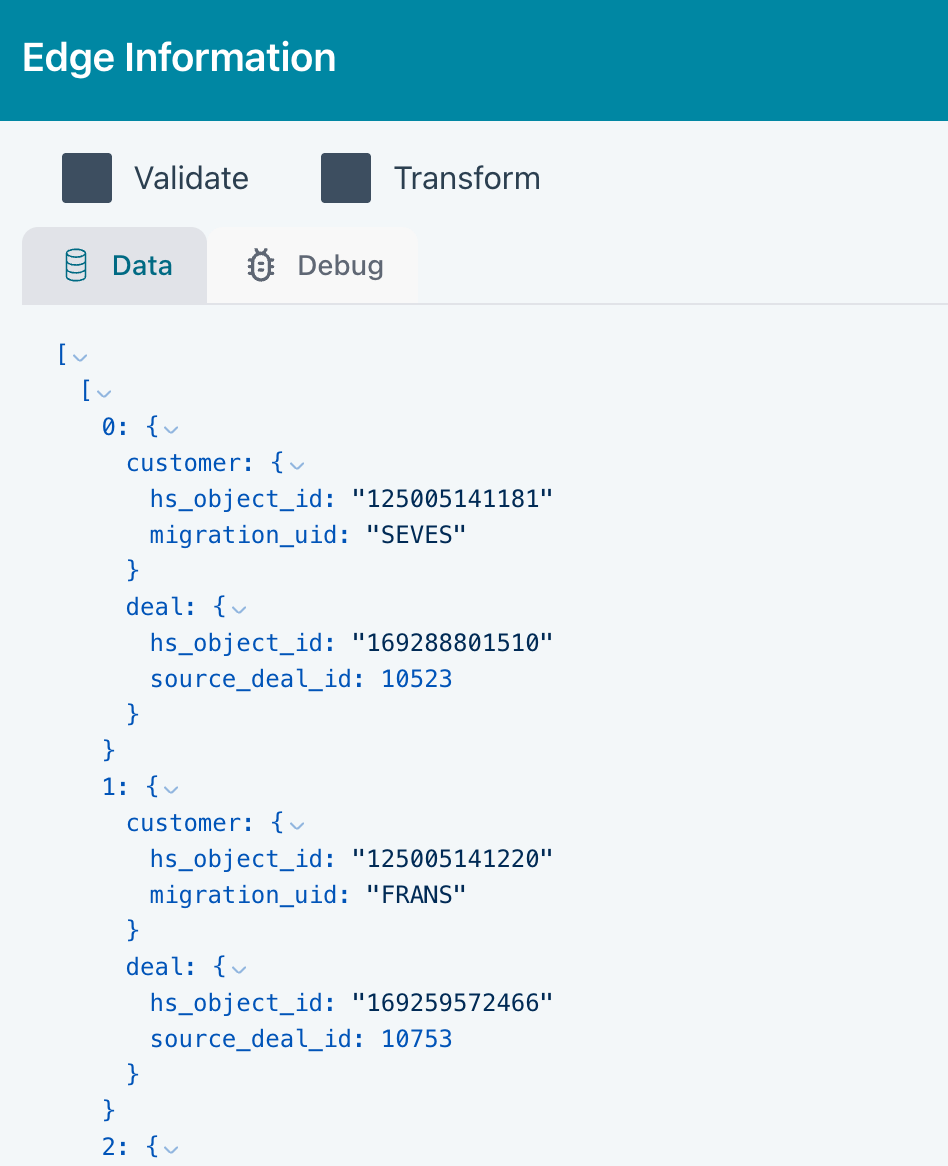 Edge Information
Validate Transform
Data Debug
[
[
0: {
customer: {
hs_object_id: "125005141181"
migration_uid: "SEVES"
}
deal: {
hs_object_id: "169288801510"
source_deal_id: 10523
}
}
1: {
customer: {
hs_object_id: "125005141220"
migration_uid: "FRANS"
}
deal: {
hs_object_id: "169259572466"
source_deal_id: 10753
}
}
2: {